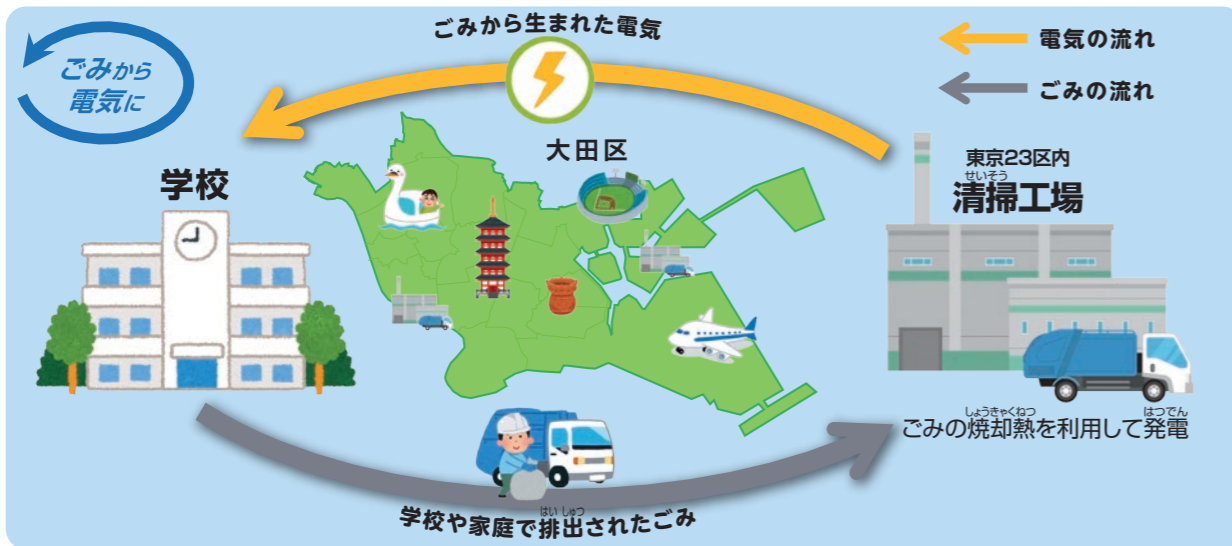 ごみから生まれた電気
電気の流れ
ごみの流れ
ごみから
電気に
大田区
学校
東京23区内
せいそう
清掃工場
しょうきゃくねつ
はつでん
ごみの焼却熱を利用して発電
はいしゅつ
学校や家庭で排出されたごみ